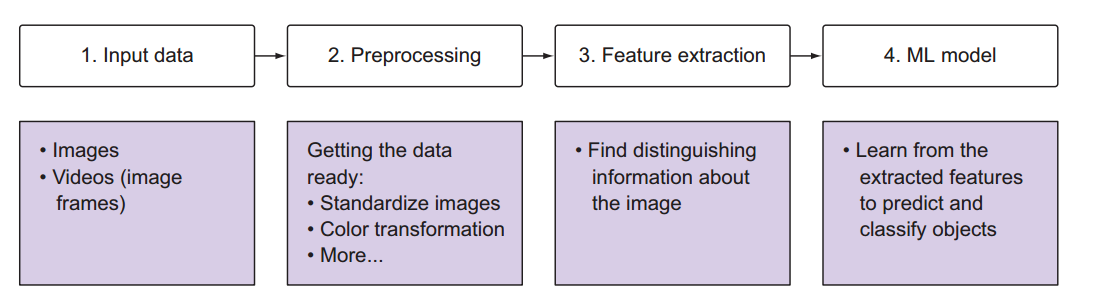 1. Input data
2. Preprocessing
3. Feature extraction
4. ML model
• Images
• Videos (image
frames)
Getting the data
ready:
• Standardize images
• Color transformation
• More...
• Find distinguishing
information about
the image
• Learn from the
extracted features
to predict and
classify objects